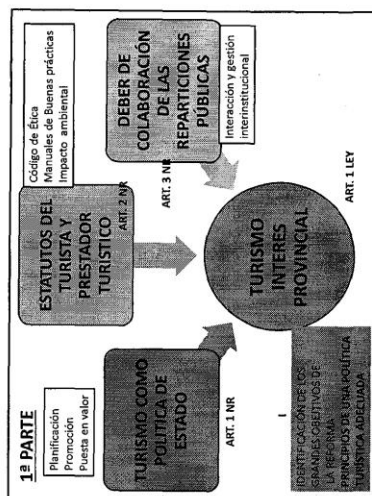 1ª PARTE
Planificación
Promoción
Puesta en valor
TURISMO COMO
POLÍTICA DE
ESTADO
ART. 1 NR
ESTATUTOS DEL
TURISTA Y
PRESTADOR
TURÍSTICO
ART. 2 NR
Código de Ética
Manuales de Buenas prácticas
Impacto ambiental
DEBER DE
COLABORACIÓN
DE LAS
REPARTICIONES
PÚBLICAS
ART. 3 NR
Interacción y gestión
interinstitucional
TURISMO
INTERES
PROVINCIAL
ART. 1 LEY
IDENTIFICACIÓN DE LOS
GRANDES OBJETIVOS DE
LA REFORMA
PRINCIPIOS DE UNA POLÍTICA
TURÍSTICA ADECUADA